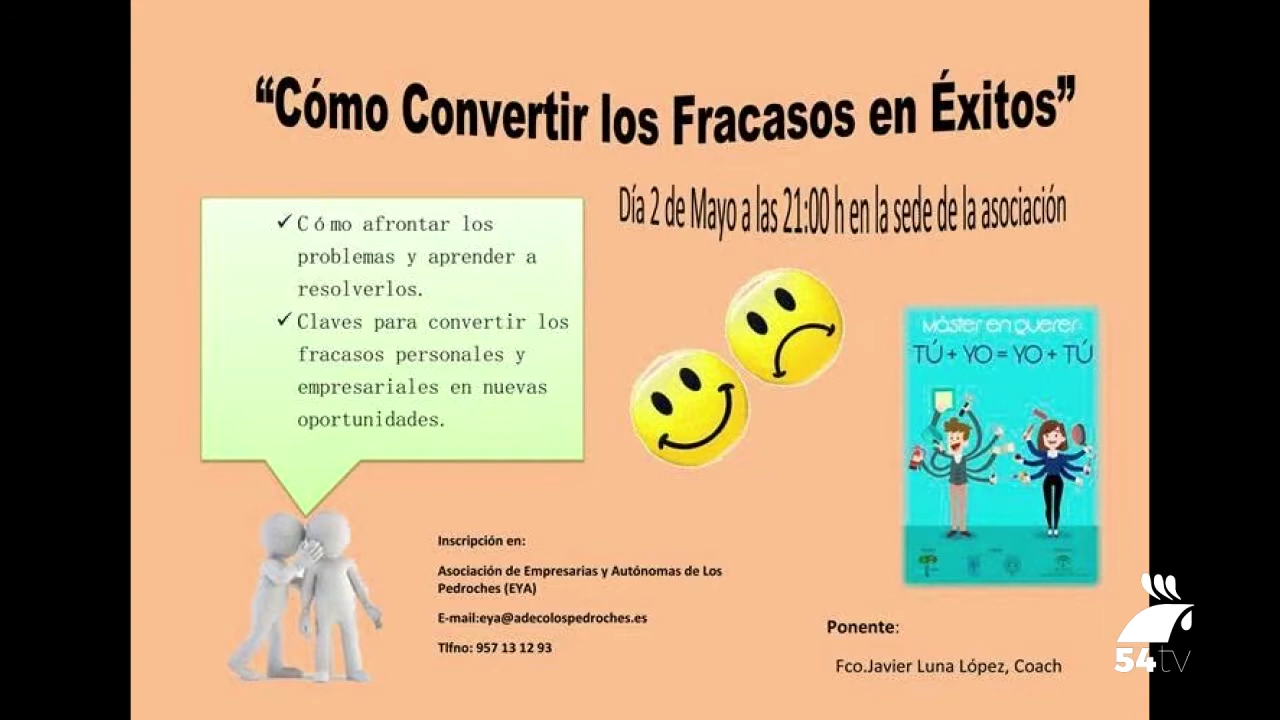 “Cómo Convertir los Fracasos en Éxitos”
Día 2 de Mayo a las 21:00 h en la sede de la asociación
✓Cómo afrontar los
problemas y aprender a
resolverlos.
✓Claves para convertir los
fracasos personales y
empresariales en nuevas
oportunidades.
Máster en querer:
TÚ + YO = YO + TÚ
Inscripción en:
Asociación de Empresarias y Autónomas de Los
Pedroches (EYA)
E-mail:eya@adecolospedroches.es
Tlfno: 957 13 12 93
Ponente:
Fco.Javier Luna López, Coach
54tv